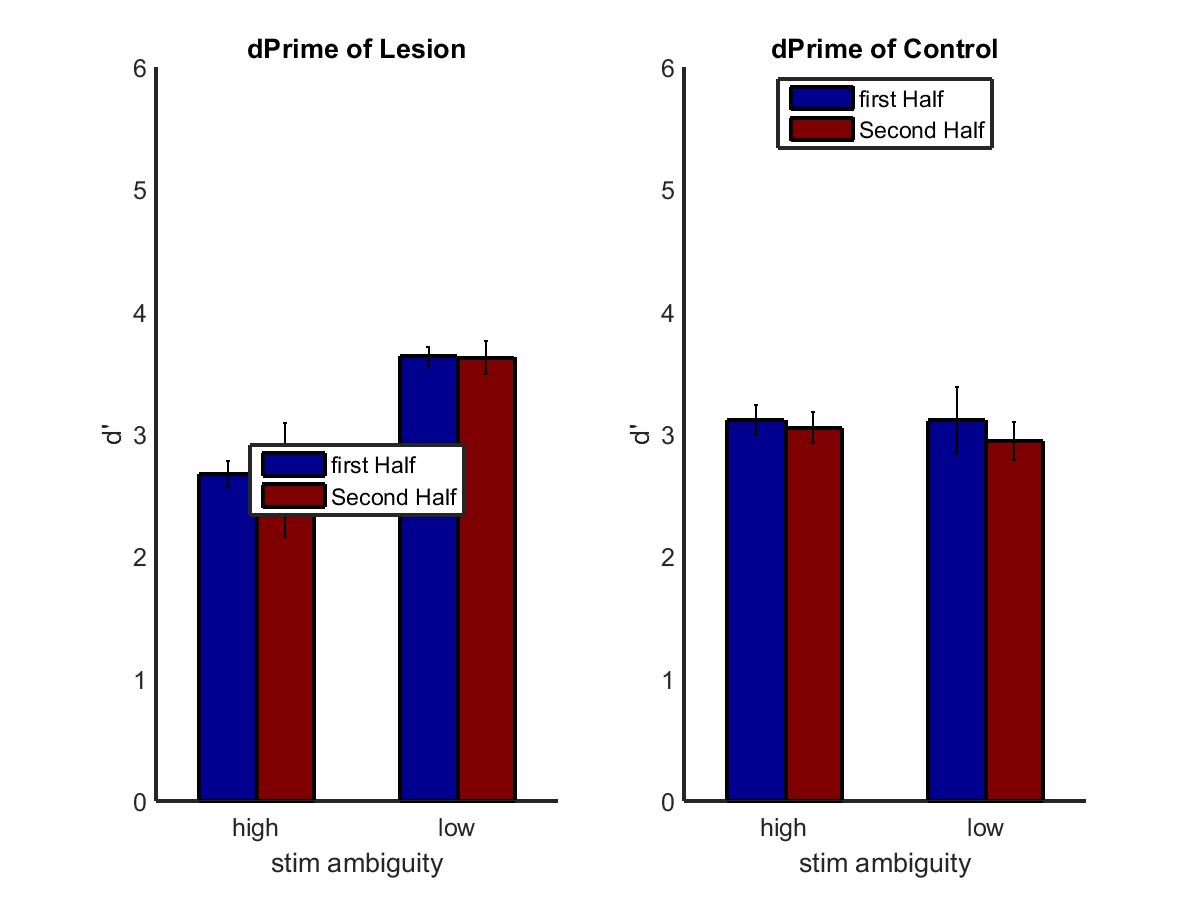 dPrime of Lesion
6
5
4
3
2
1
0
d'
first Half
Second Half
high
low
stim ambiguity
dPrime of Control
6
5
4
3
2
1
0
d'
first Half
Second Half
high
low
stim ambiguity